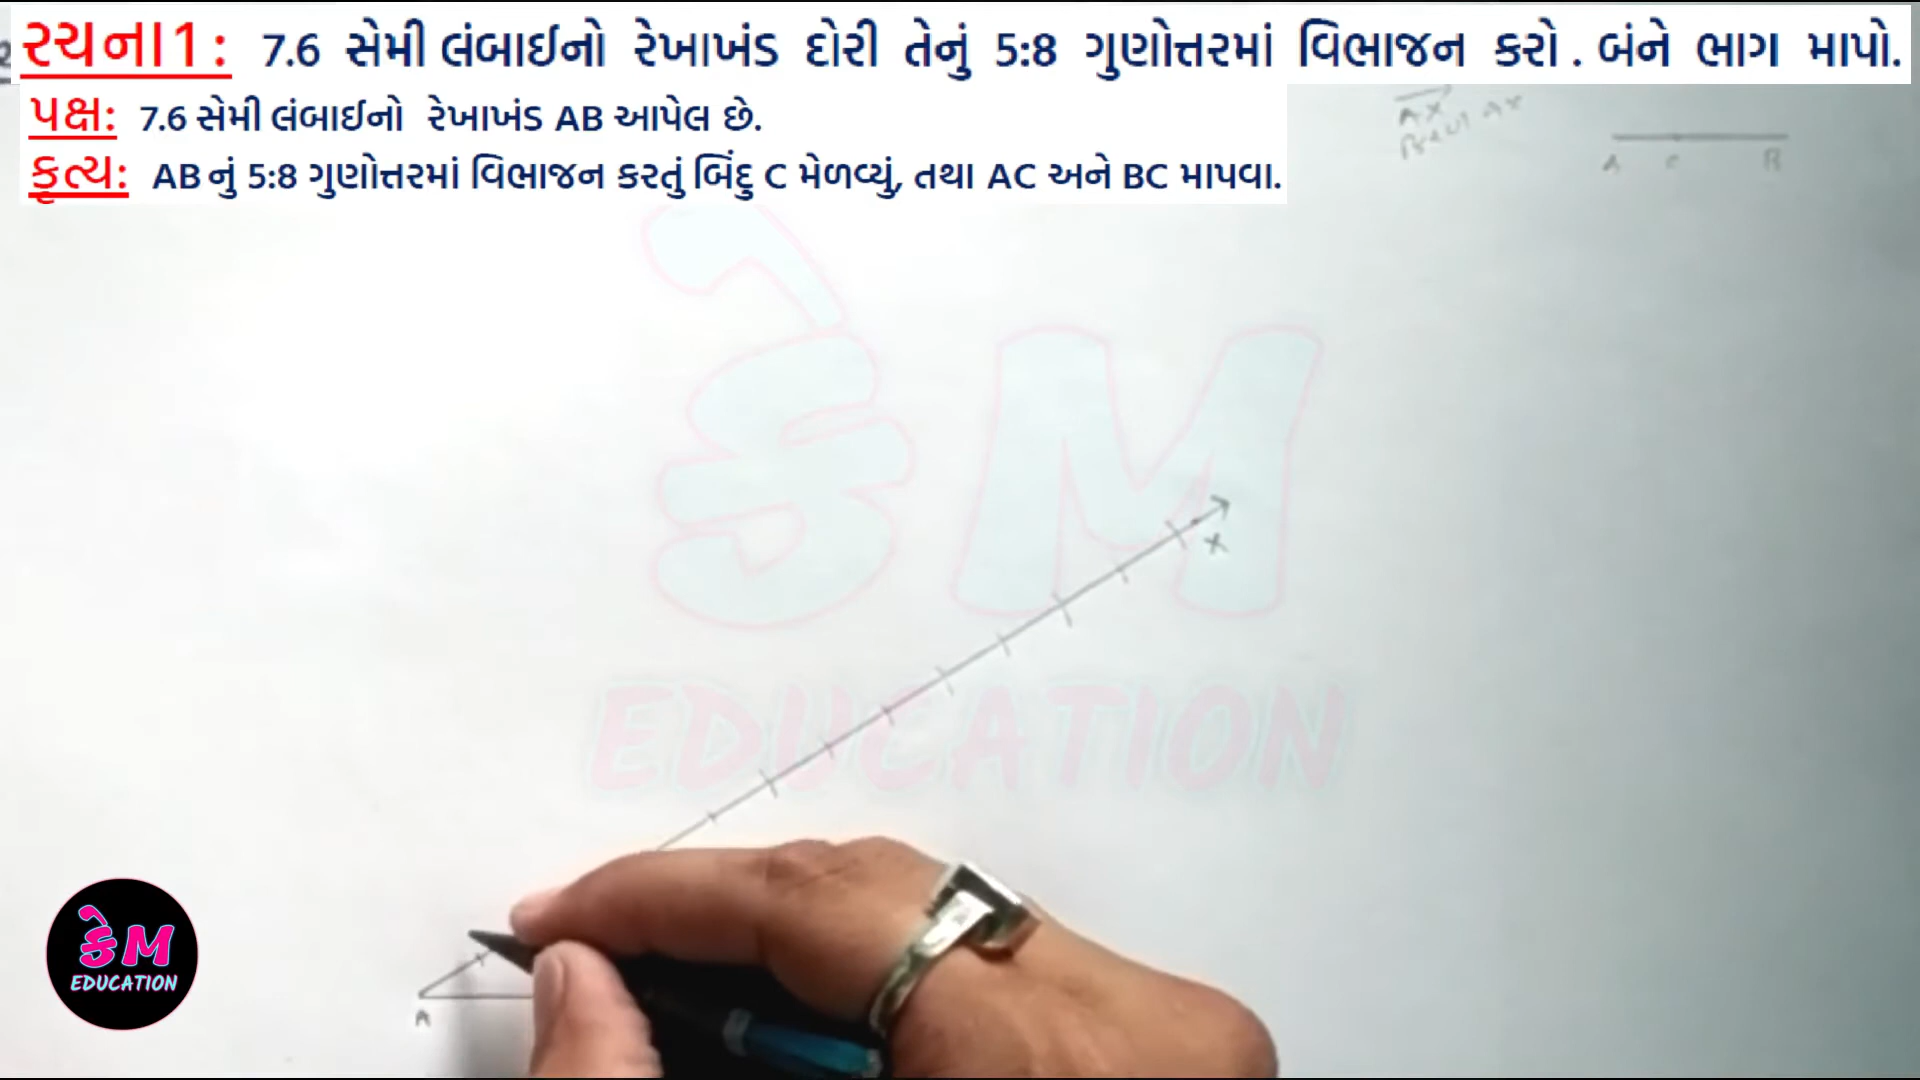 રચના1: 7.6 સેમી લંબાઈનો રેખાખંડ દોરી તેનું 5:8 ગુણોત્તરમાં વિભાજન કરો . બંને ભાગ માપો.
પક્ષ: 7.6 સેમી લંબાઈનો રેખાખંડ AB આપેલ છે.
કૃત્ય: AB નું 5:8 ગુણોત્તરમાં વિભાજન કરતું બિંદુ C મેળવ્યું, તથા AC અને BC માપવા.
AX
A C B
કેM
EDUCATION
X
A
કેM
EDUCATION